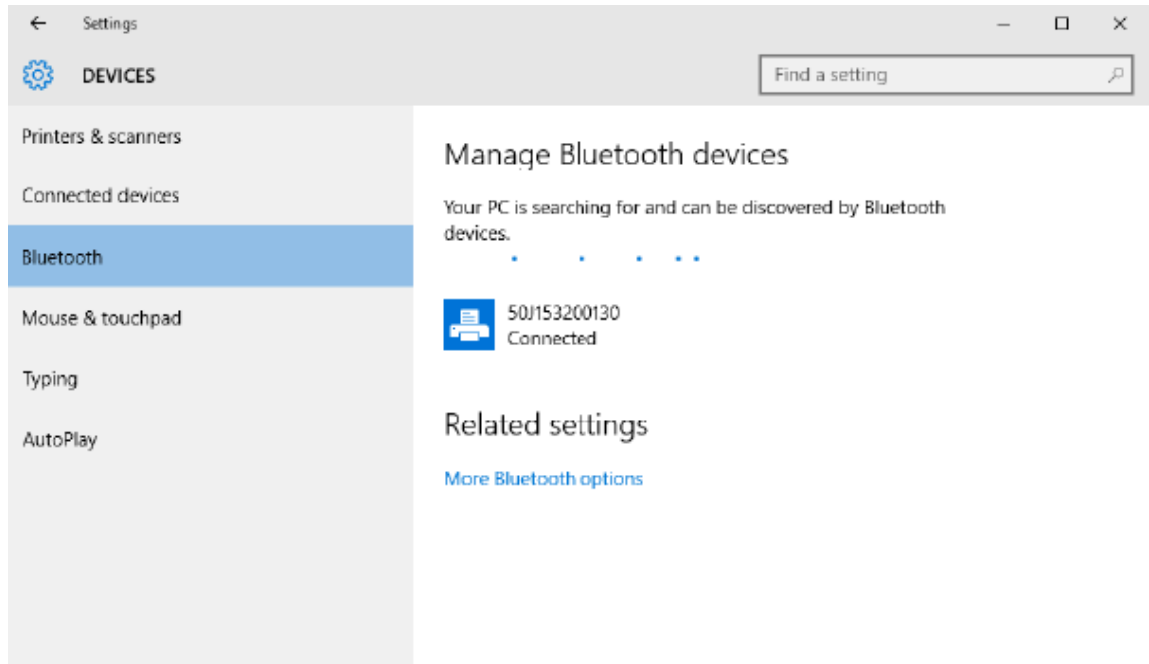 Settings
DEVICES
Find a setting
Printers & scanners
Connected devices
Bluetooth
Mouse & touchpad
Typing
AutoPlay
Manage Bluetooth devices
Your PC is searching for and can be discovered by Bluetooth
devices.
50J153200130
Connected
Related settings
More Bluetooth options